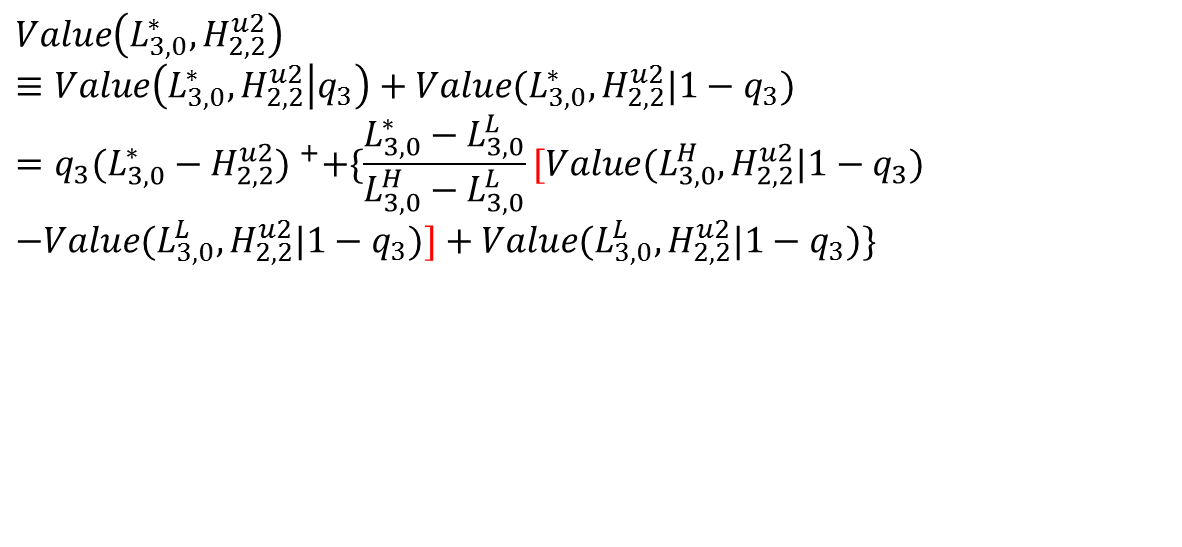 Value(L^*_{3,0}, H^{u2}_{2,2})
≡ Value(L^*_{3,0}, H^{u2}_{2,2}|q_3) + Value(L^*_{3,0}, H^{u2}_{2,2}|1 − q_3)
= q_3(L^*_{3,0} − H^{u2}_{2,2})^+ + {\frac{L^*_{3,0} − L^L_{3,0}}{L^H_{3,0} − L^L_{3,0}} [Value(L^H_{3,0}, H^{u2}_{2,2}|1 − q_3)
−Value(L^L_{3,0}, H^{u2}_{2,2}|1 − q_3)] + Value(L^L_{3,0}, H^{u2}_{2,2}|1 − q_3)}